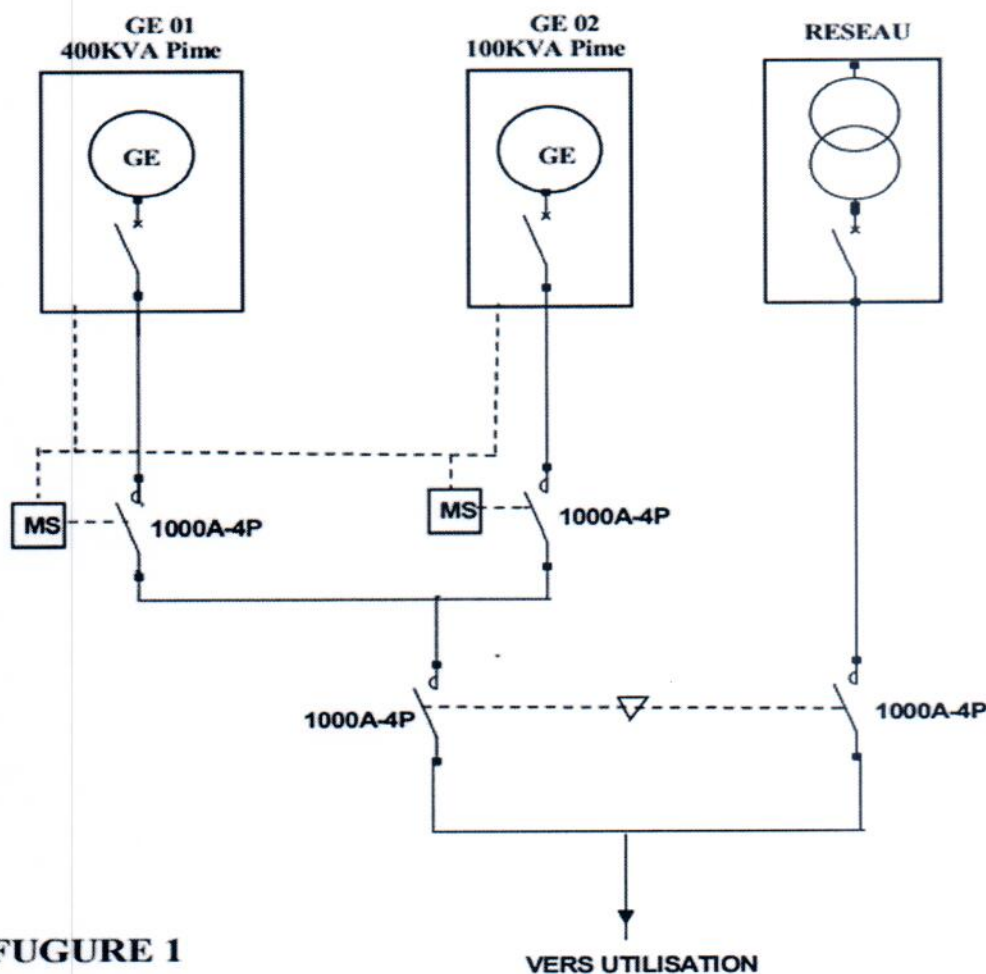 GE 01
400KVA Pime
GE 02
100KVA Pime
RESEAU
GE
GE
MS
1000A-4P
MS
1000A-4P
1000A-4P
1000A-4P
FUGURE 1
VERS UTILISATION